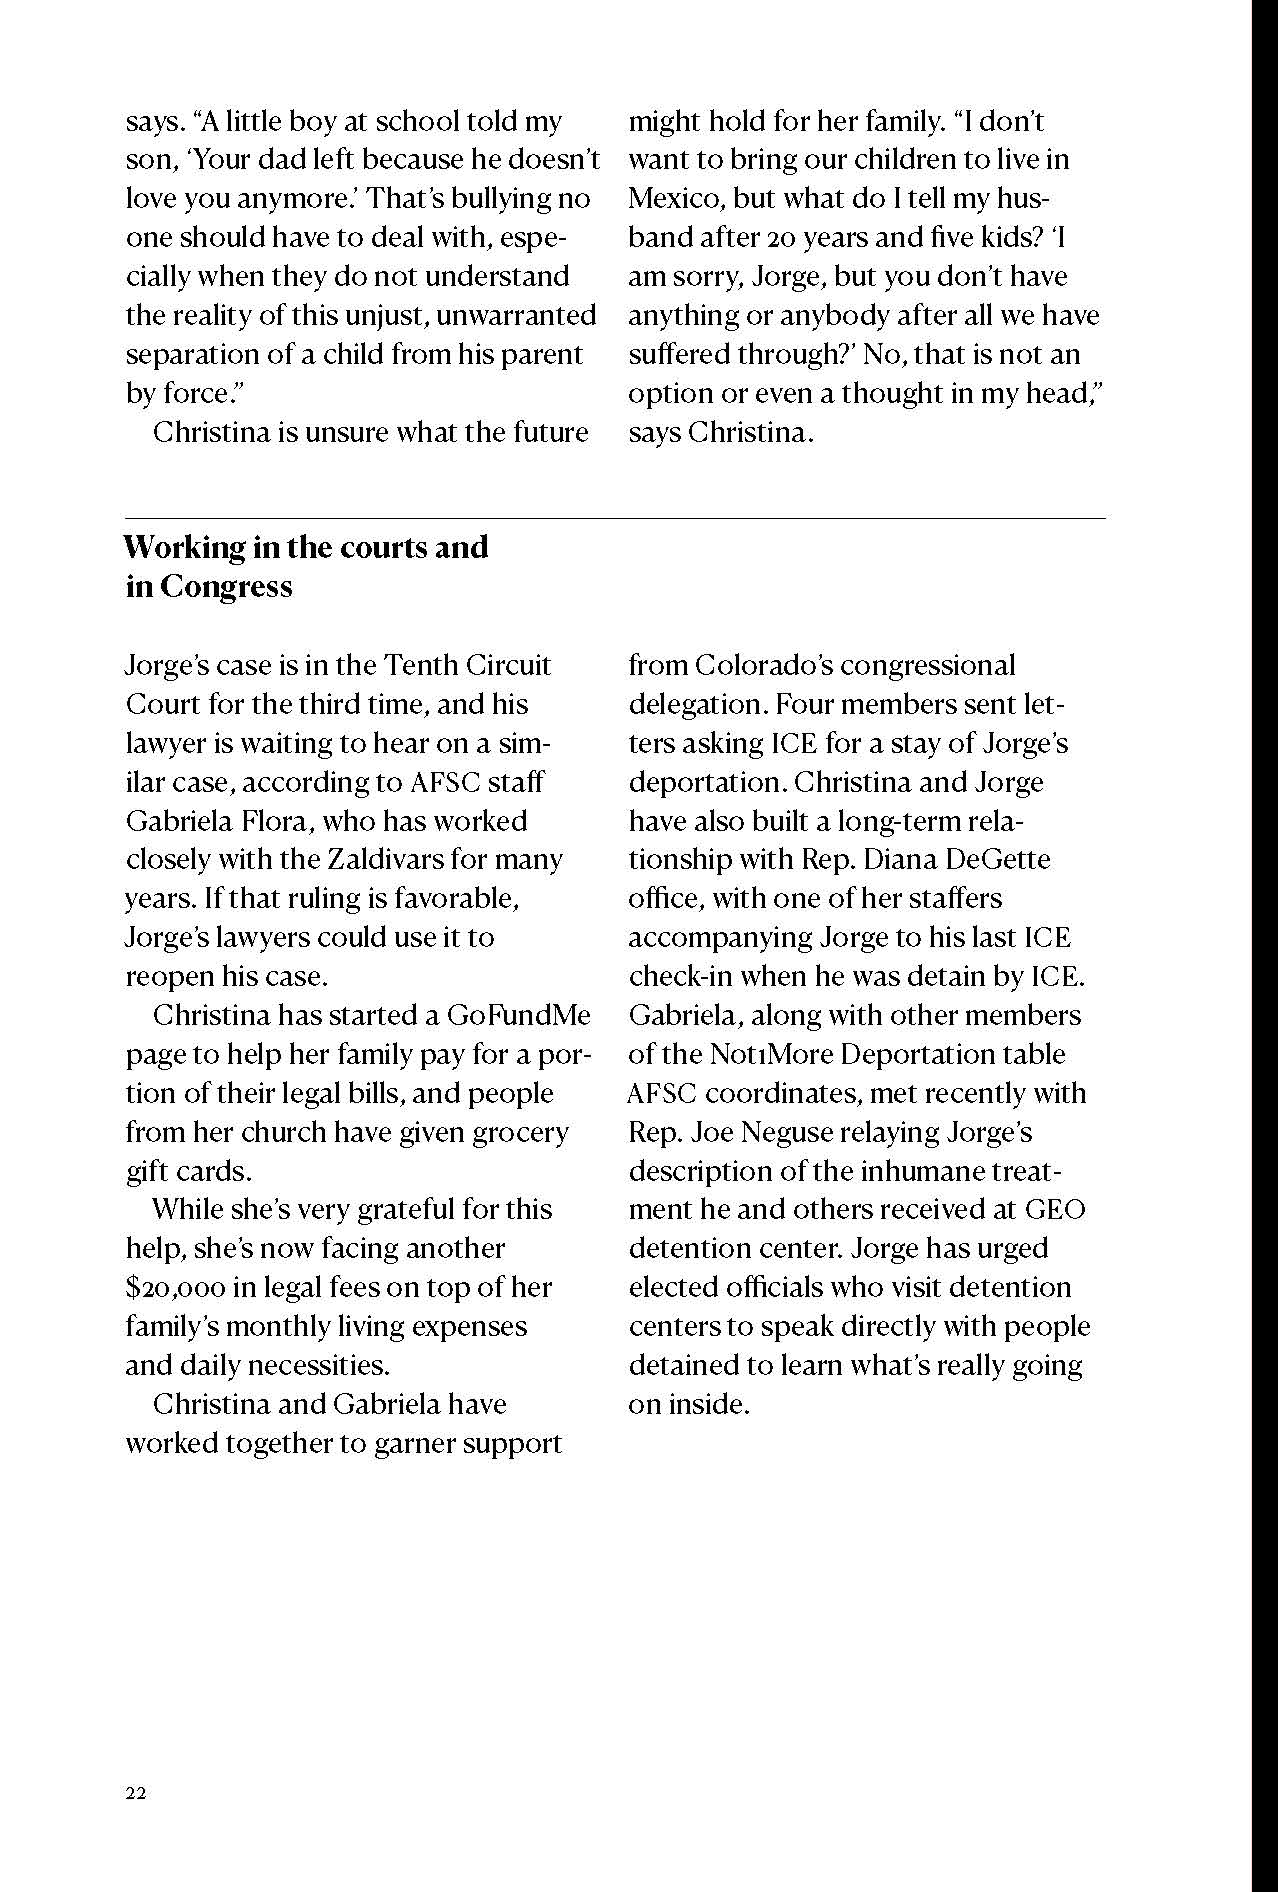 says. “A little boy at school told my
son, ‘Your dad left because he doesn’t
love you anymore.’ That’s bullying no
one should have to deal with, espe-
cially when they do not understand
the reality of this unjust, unwarranted
separation of a child from his parent
by force.”
Christina is unsure what the future
might hold for her family. “I don’t
want to bring our children to live in
Mexico, but what do I tell my hus-
band after 20 years and five kids? ‘I
am sorry, Jorge, but you don’t have
anything or anybody after all we have
suffered through?’ No, that is not an
option or even a thought in my head,”
says Christina.
Working in the courts and
in Congress
Jorge’s case is in the Tenth Circuit
Court for the third time, and his
lawyer is waiting to hear on a sim-
ilar case, according to AFSC staff
Gabriela Flora, who has worked
closely with the Zaldivars for many
years. If that ruling is favorable,
Jorge’s lawyers could use it to
reopen his case.
Christina has started a GoFundMe
page to help her family pay for a por-
tion of their legal bills, and people
from her church have given grocery
gift cards.
While she’s very grateful for this
help, she’s now facing another
$20,000 in legal fees on top of her
family’s monthly living expenses
and daily necessities.
Christina and Gabriela have
worked together to garner support
from Colorado’s congressional
delegation. Four members sent let-
ters asking ICE for a stay of Jorge’s
deportation. Christina and Jorge
have also built a long-term rela-
tionship with Rep. Diana DeGette
office, with one of her staffers
accompanying Jorge to his last ICE
check-in when he was detain by ICE.
Gabriela, along with other members
of the Not1More Deportation table
AFSC coordinates, met recently with
Rep. Joe Neguse relaying Jorge’s
description of the inhumane treat-
ment he and others received at GEO
detention center. Jorge has urged
elected officials who visit detention
centers to speak directly with people
detained to learn what’s really going
on inside.
22